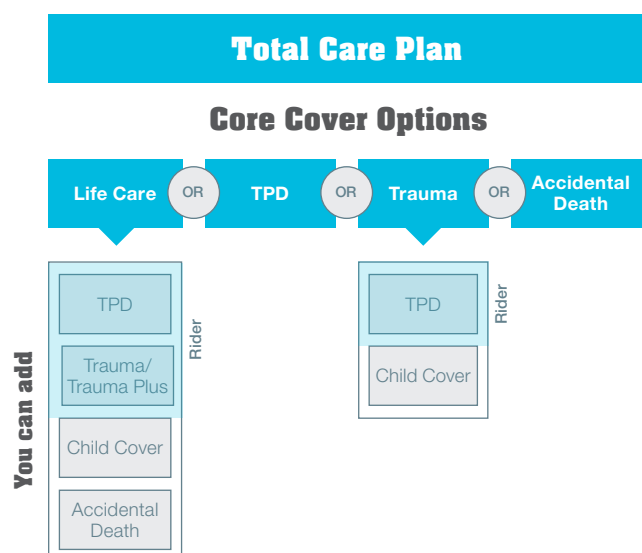 Total Care Plan
Core Cover Options
Life Care
OR
TPD
OR
Trauma
OR
Accidental
Death
You can add
TPD
Trauma/
Trauma Plus
Rider
Child Cover
Accidental
Death
TPD
Rider
Child Cover